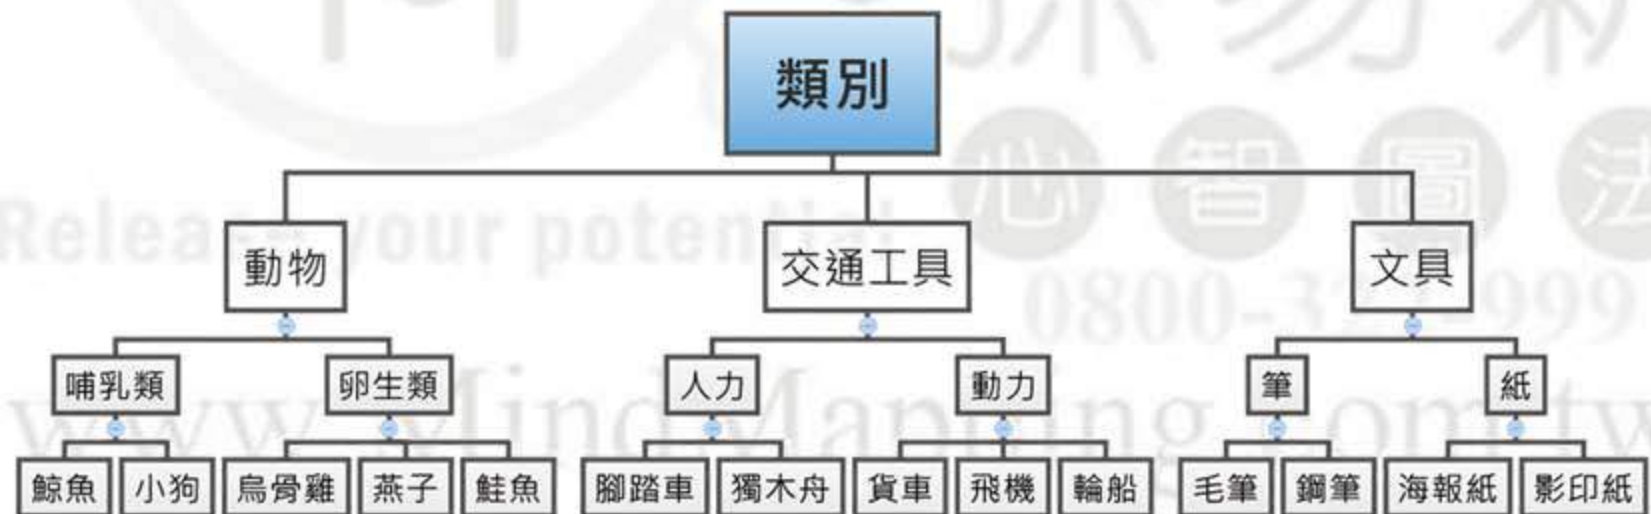 類別
動物
交通工具
文具
哺乳類
卵生類
人力
動力
筆
紙
鯨魚
小狗
烏骨雞
燕子
鮭魚
腳踏車
獨木舟
貨車
飛機
輪船
毛筆
鋼筆
海報紙
影印紙
心智圖法
Release your potential
www.MindMapping.com.tw